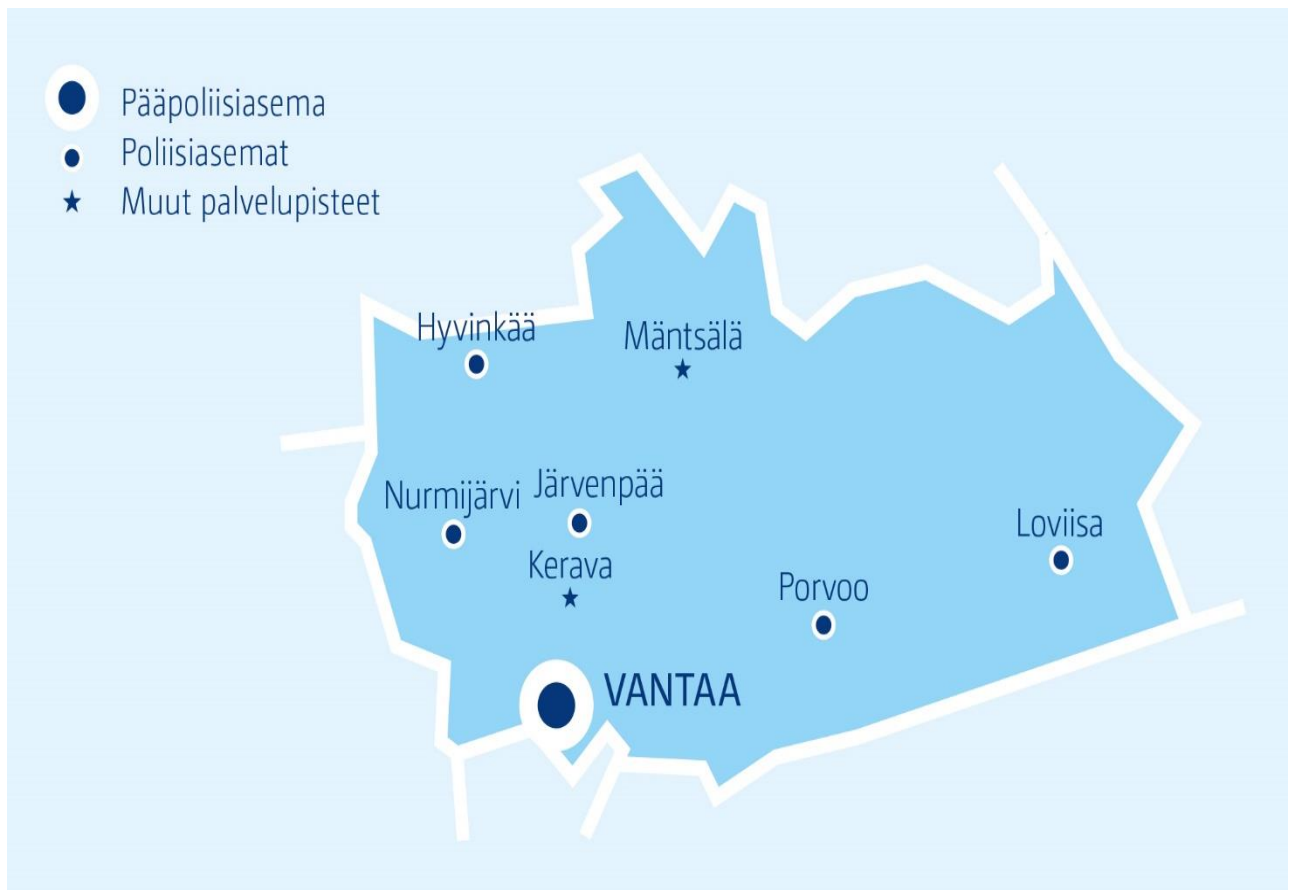 Pääpoliisiasema
Poliisiasemat
Muut palvelupisteet
Hyvinkää
Mäntsälä
Nurmijärvi
Järvenpää
Kerava
Porvoo
Loviisa
VANTAA